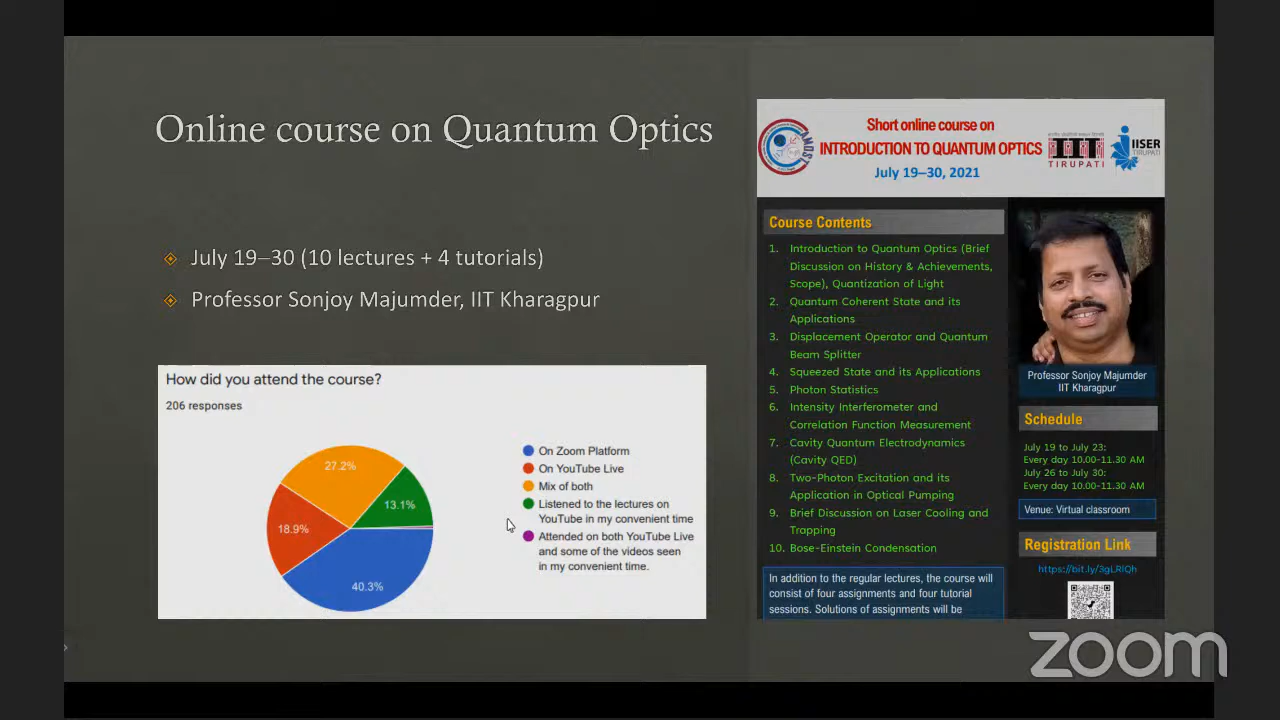 Online course on Quantum Optics
July 19–30 (10 lectures + 4 tutorials)
Professor Sonjoy Majumder, IIT Kharagpur
How did you attend the course?
206 responses
27.2%
13.1%
18.9%
40.3%
On Zoom Platform
On YouTube Live
Mix of both
Listened to the lectures on
YouTube in my convenient time
Attended on both YouTube Live
and some of the videos seen
in my convenient time.
Short online course on
INTRODUCTION TO QUANTUM OPTICS
July 19–30, 2021
TIRUPATI
IISER
TIRUPATI
Course Contents
1. Introduction to Quantum Optics (Brief
Discussion on History & Achievements,
Scope), Quantization of Light
2. Quantum Coherent State and its
Applications
3. Displacement Operator and Quantum
Beam Splitter
4. Squeezed State and its Applications
5. Photon Statistics
6. Intensity Interferometer and
Correlation Function Measurement
7. Cavity Quantum Electrodynamics
(Cavity QED)
8. Two-Photon Excitation and its
Application in Optical Pumping
9. Brief Discussion on Laser Cooling and
Trapping
10. Bose-Einstein Condensation
In addition to the regular lectures, the course will
consist of four assignments and four tutorial
sessions. Solutions of assignments will be
Professor Sonjoy Majumder
IIT Kharagpur
Schedule
July 19 to July 23:
Every day 10.00-11.30 AM
July 26 to July 30:
Every day 10.00-11.30 AM
Venue: Virtual classroom
Registration Link
https://bit.ly/3gLRlQh
zoom